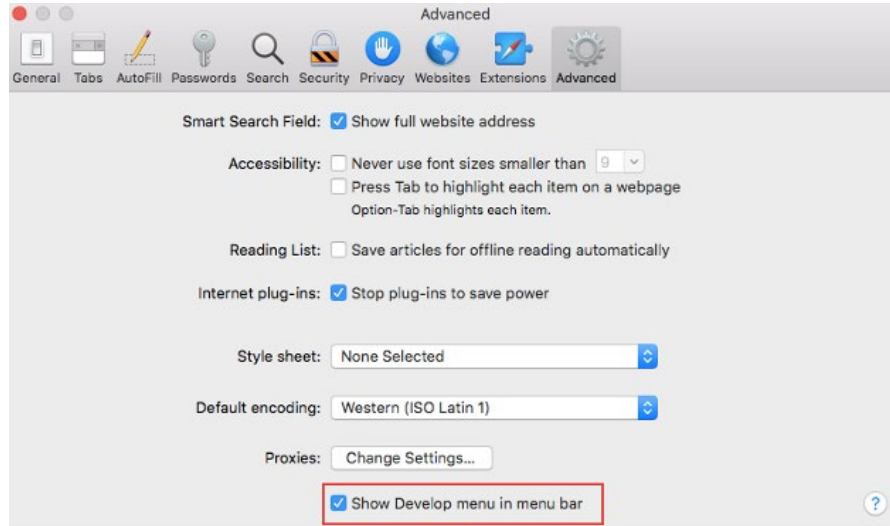 Advanced
General Tabs AutoFill Passwords Search Security Privacy Websites Extensions Advanced
Smart Search Field: Show full website address
Accessibility: Never use font sizes smaller than 9
Press Tab to highlight each item on a webpage
Option-Tab highlights each item.
Reading List: Save articles for offline reading automatically
Internet plug-ins: Stop plug-ins to save power
Style sheet: None Selected
Default encoding: Western (ISO Latin 1)
Proxies: Change Settings...
Show Develop menu in menu bar
?